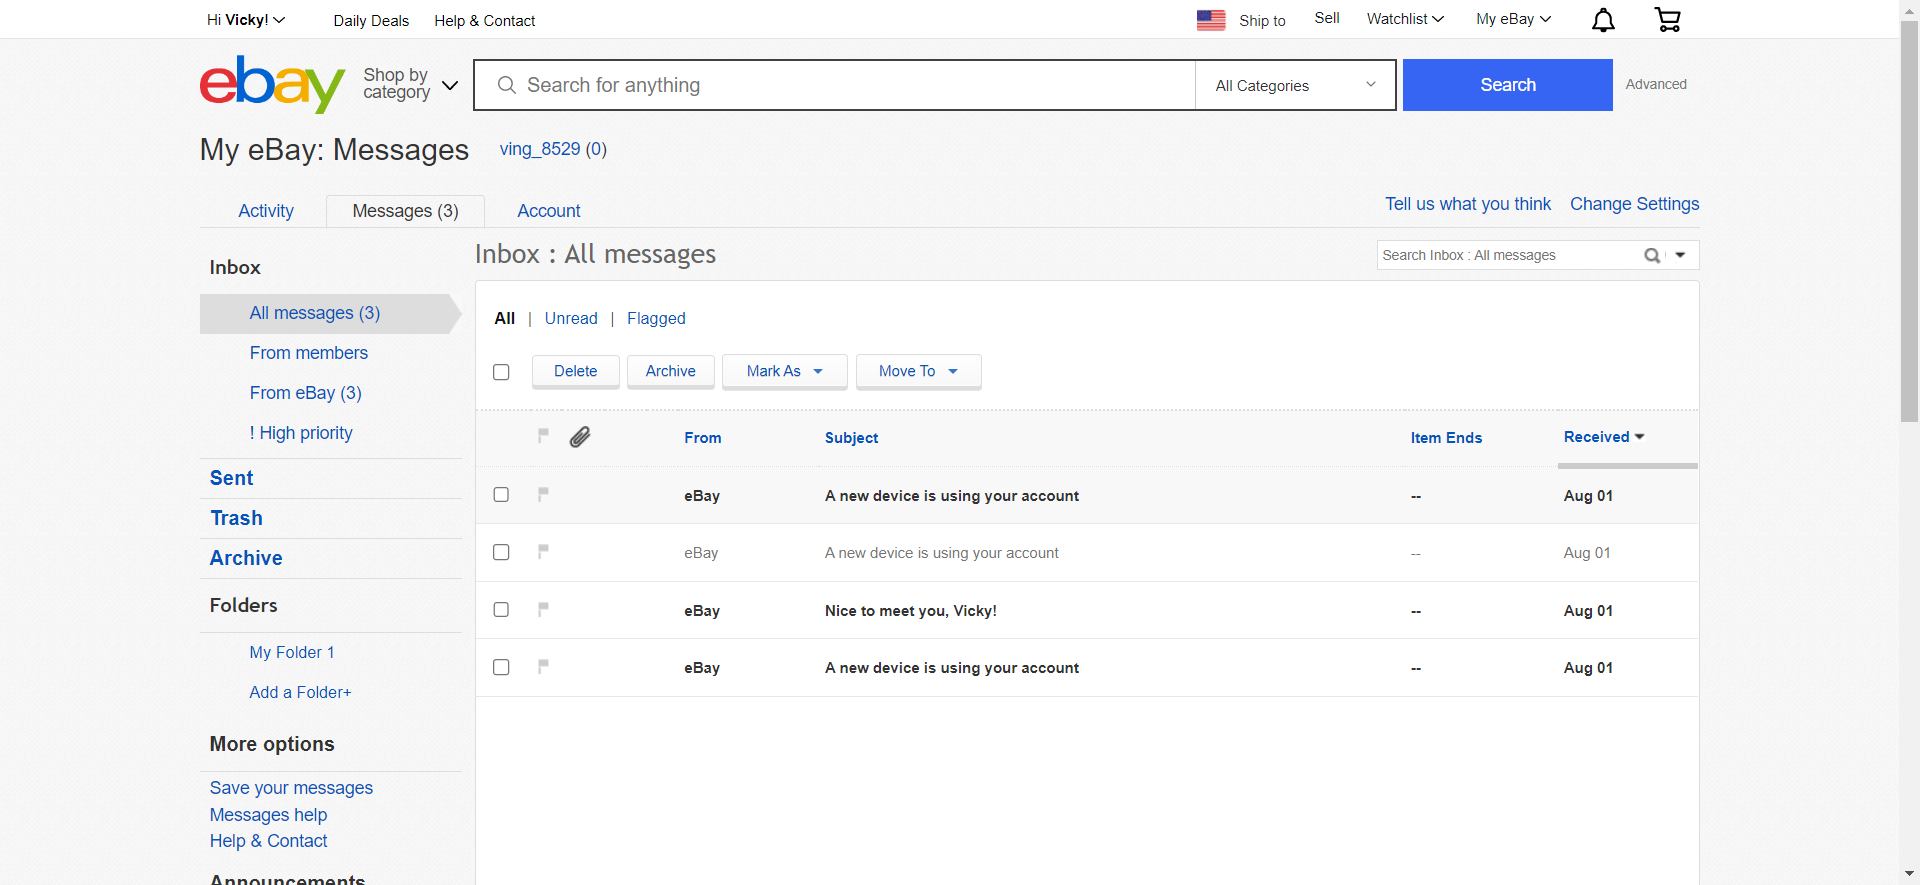 Hi Vicky! Daily Deals Help & Contact Ship to Sell Watchlist My eBay
ebay Shop by category Search for anything All Categories Search Advanced
My eBay: Messages ving_8529 (0)
Activity Messages (3) Account Tell us what you think Change Settings
Inbox
All messages (3)
From members
From eBay (3)
! High priority
Sent
Trash
Archive
Folders
My Folder 1
Add a Folder+
More options
Save your messages
Messages help
Help & Contact
Announcements
Inbox : All messages Search Inbox : All messages
All | Unread | Flagged
Delete Archive Mark As Move To
From Subject Item Ends Received
eBay A new device is using your account -- Aug 01
eBay A new device is using your account -- Aug 01
eBay Nice to meet you, Vicky! -- Aug 01
eBay A new device is using your account -- Aug 01